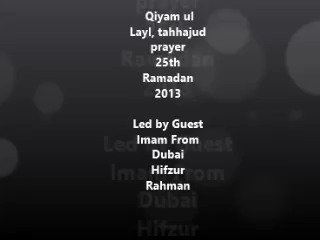 Qiyam ul
Layl, tahhajud
prayer
25th
Ramadan
2013
Led by Guest
Imam From
Dubai
Hifzur
Rahman